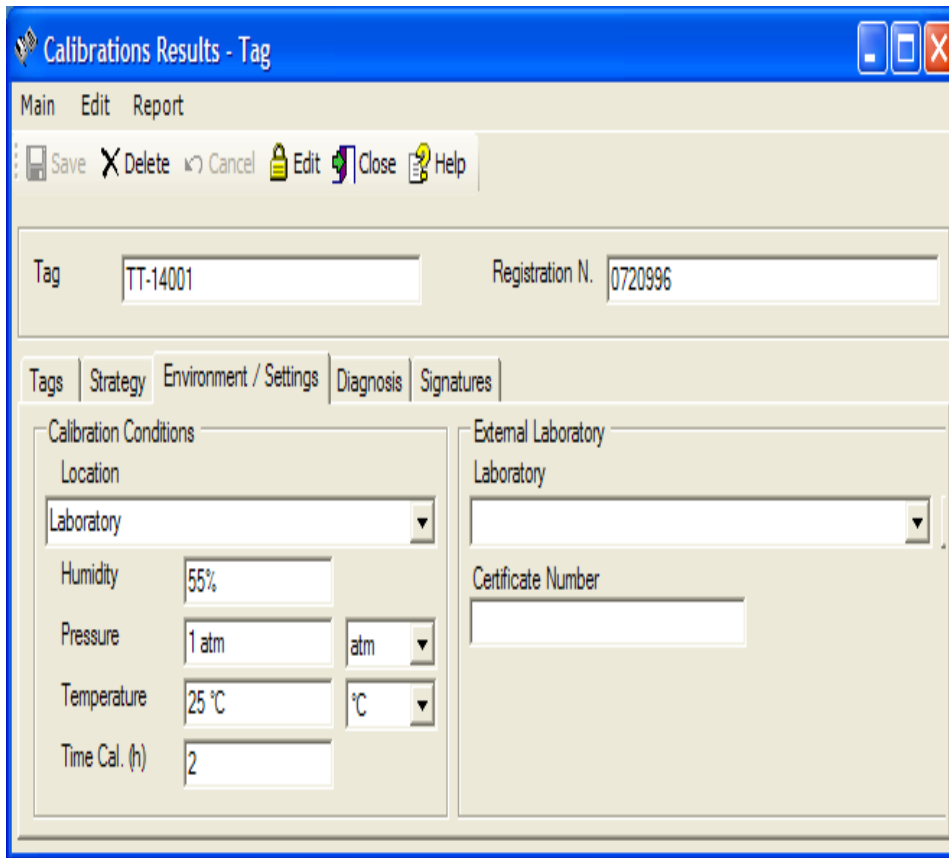 Calibrations Results - Tag
Main Edit Report
Save Delete Cancel Edit Close Help
Tag TT-14001 Registration N. 0720996
Tags Strategy Environment / Settings Diagnosis Signatures
Calibration Conditions
Location
Laboratory
Humidity 55%
Pressure 1 atm atm
Temperature 25 °C °C
Time Cal. (h) 2
External Laboratory
Laboratory
Certificate Number